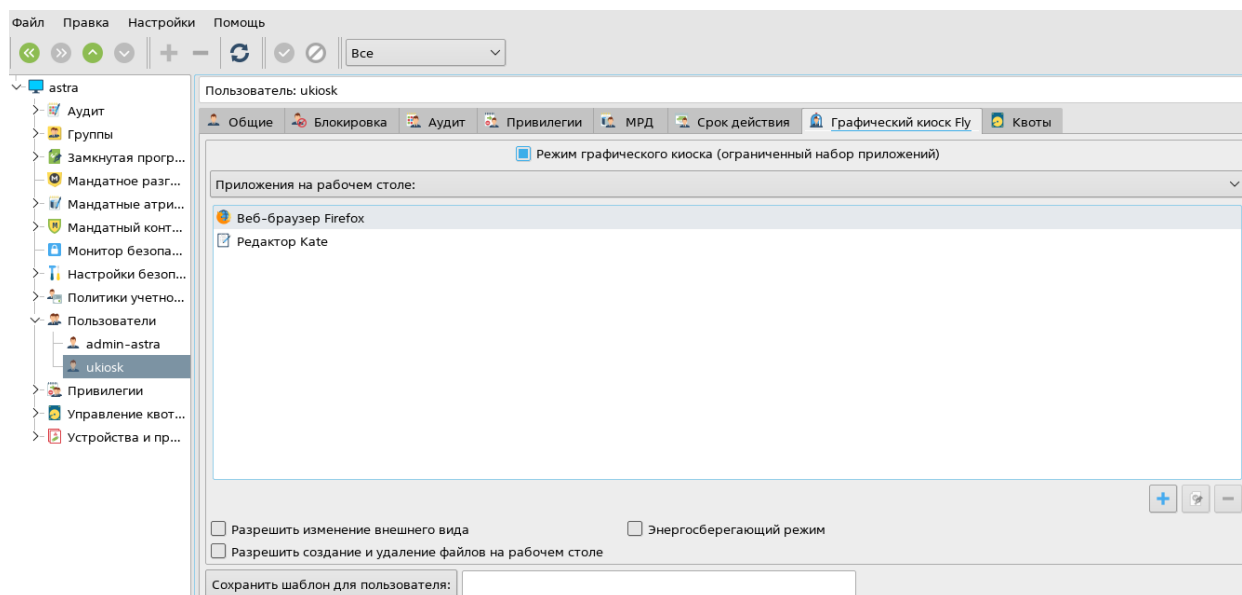 Файл Правка Настройки Помощь
Все
astra
Аудит
Группы
Замкнутая прогр...
Мандатное разг...
Мандатные атри...
Мандатный конт...
Монитор безопа...
Настройки безоп...
Политики учетно...
Пользователи
admin-astra
ukiosk
Привилегии
Управление квот...
Устройства и пр...
Пользователь: ukiosk
Общие Блокировка Аудит Привилегии МРД Срок действия Графический киоск Fly Квоты
Режим графического киоска (ограниченный набор приложений)
Приложения на рабочем столе:
Веб-браузер Firefox
Редактор Kate
Разрешить изменение внешнего вида Энергосберегающий режим
Разрешить создание и удаление файлов на рабочем столе
Сохранить шаблон для пользователя: